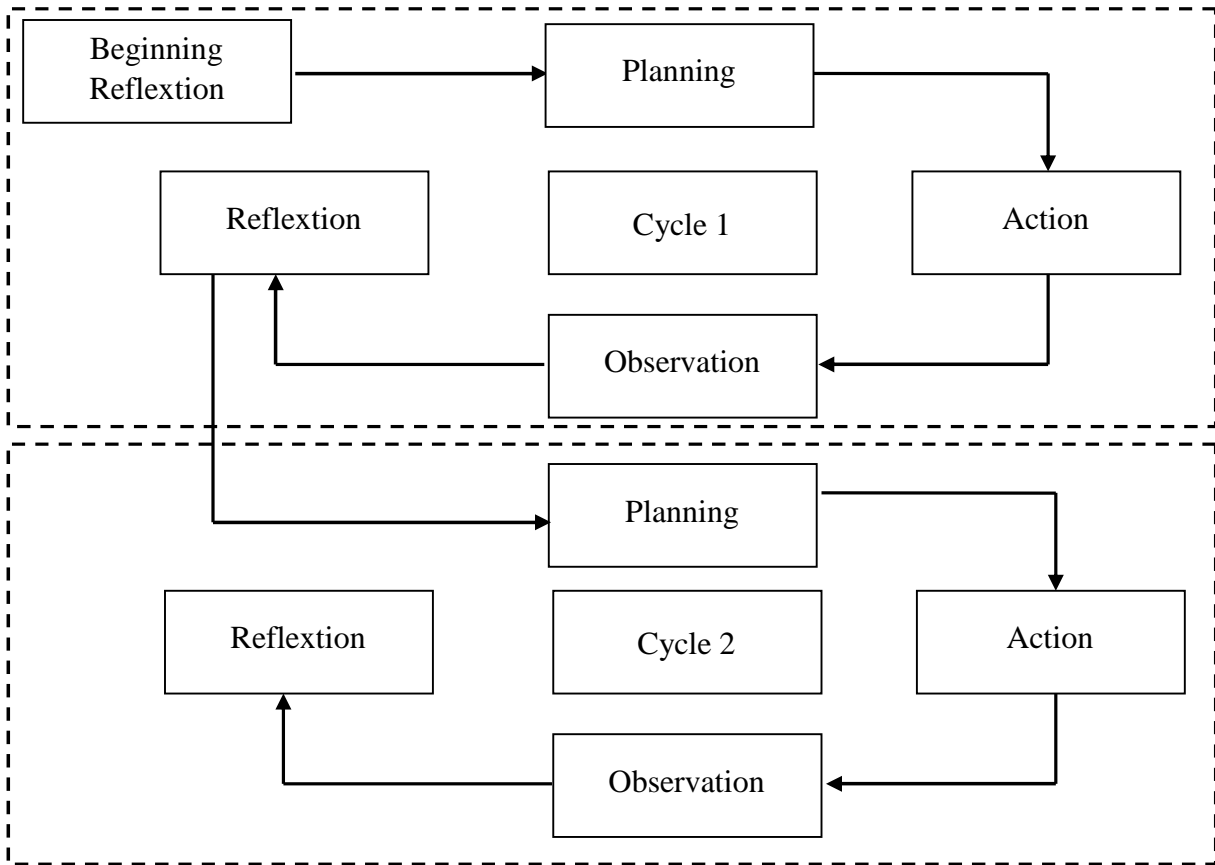 Beginning
Reflextion
Planning
Reflextion
Cycle 1
Action
Observation
Planning
Reflextion
Cycle 2
Action
Observation